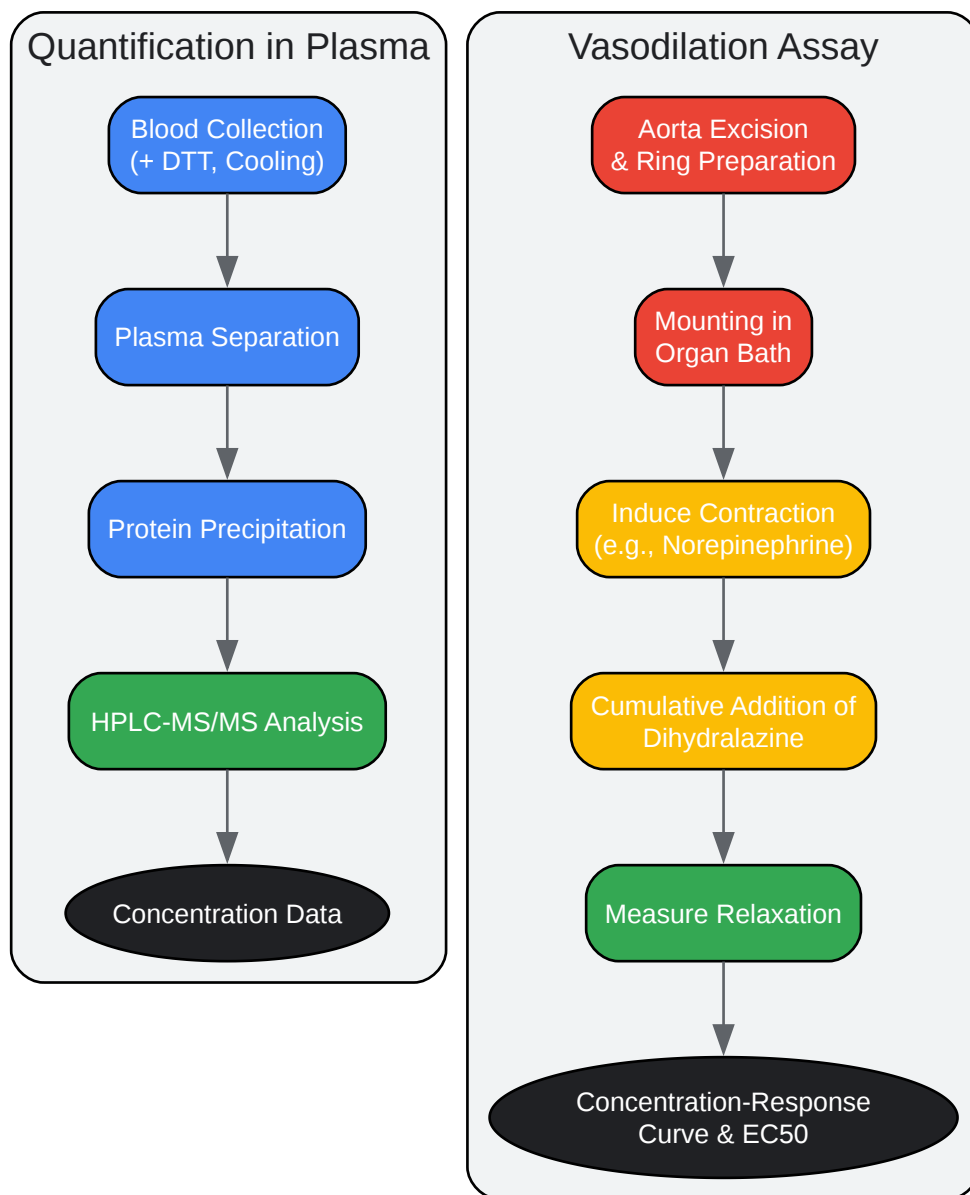 Quantification in Plasma
Blood Collection
(+ DTT, Cooling)
Plasma Separation
Protein Precipitation
HPLC-MS/MS Analysis
Concentration Data
Vasodilation Assay
Aorta Excision
& Ring Preparation
Mounting in
Organ Bath
Induce Contraction
(e.g., Norepinephrine)
Cumulative Addition of
Dihydralazine
Measure Relaxation
Concentration-Response
Curve & EC50